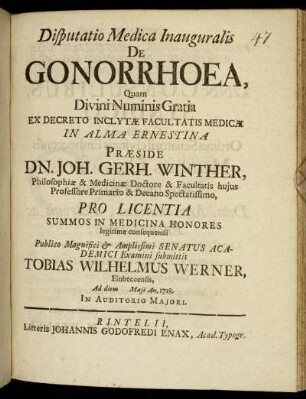 47
Disputatio Medica Inauguralis
DE
GONORRHOEA,
Quam
Divini Numinis Gratia
EX DECRETO INCLYTÆ FACULTATIS MEDICÆ
IN ALMA ERNESTINA
PRÆSIDE
DN. JOH. GERH. WINTHER,
Philosophiæ & Medicinæ Doctore & Facultatis hujus
Professore Primario & Decano Spectatissimo,
PRO LICENTIA
SUMMOS IN MEDICINA HONORES
legitime consequendi
Publico Magnifici & Amplissimi SENATUS ACA-
DEMICI Examini submittit
TOBIAS WILHELMUS WERNER,
Einbeccensis,
Ad diem Maji An. 1718.
IN AUDITORIO MAJORI.
RINTELII,
Litteris JOHANNIS GODOFREDI ENAX, Acad. Typogr.